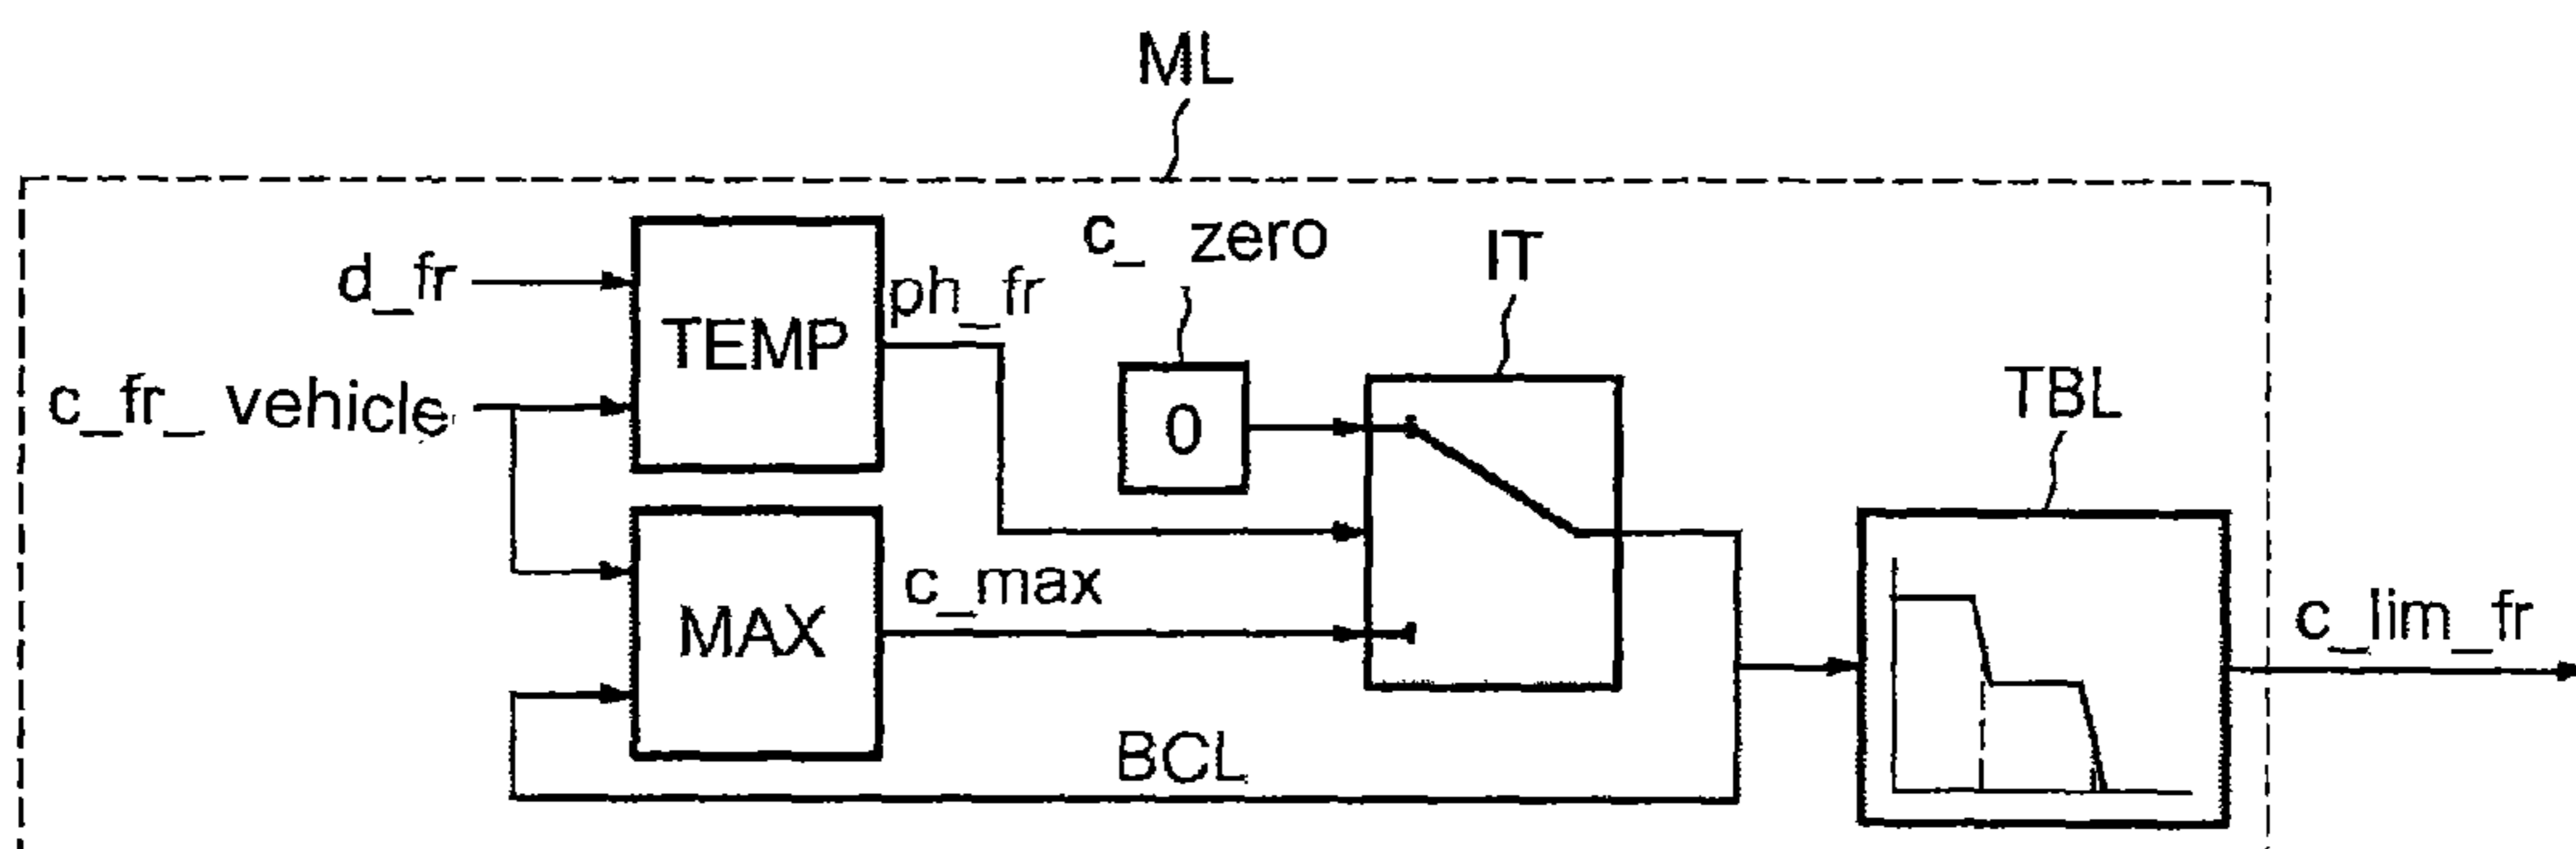 ML
c_ zero
IT
d_fr
TEMP
ph_fr
0
TBL
c_fr_ vehicle
MAX
c_max
c_lim_fr
BCL